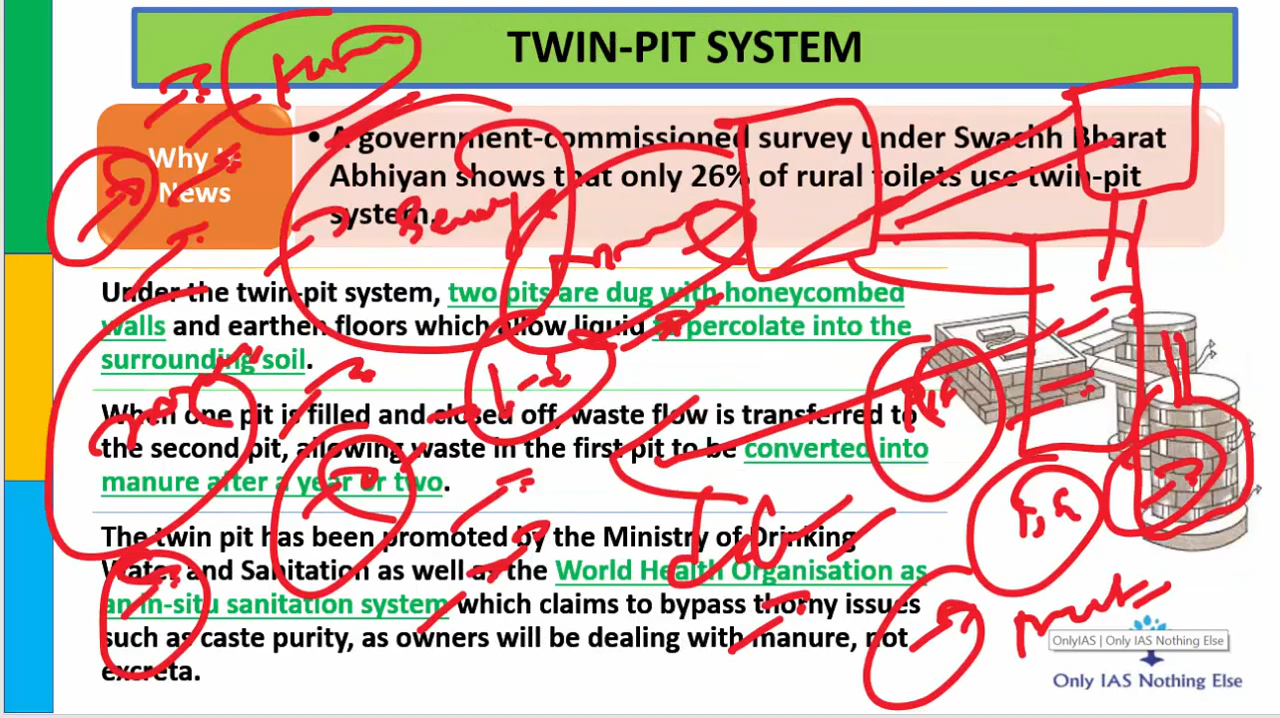 TWIN-PIT SYSTEM
Why In
News
• A government-commissioned survey under Swachh Bharat
Abhiyan shows that only 26% of rural toilets use twin-pit
system.
Under the twin-pit system, two pits are dug with honeycombed
walls and earthen floors which allow liquid to percolate into the
surrounding soil.
When one pit is filled and closed off, waste flow is transferred to
the second pit, allowing waste in the first pit to be converted into
manure after a year or two.
The twin pit has been promoted by the Ministry of Drinking
Water and Sanitation as well as the World Health Organisation as
an in-situ sanitation system which claims to bypass thorny issues
such as caste purity, as owners will be dealing with manure, not
excreta.
OnlyIAS | Only IAS Nothing Else
Only IAS Nothing Else